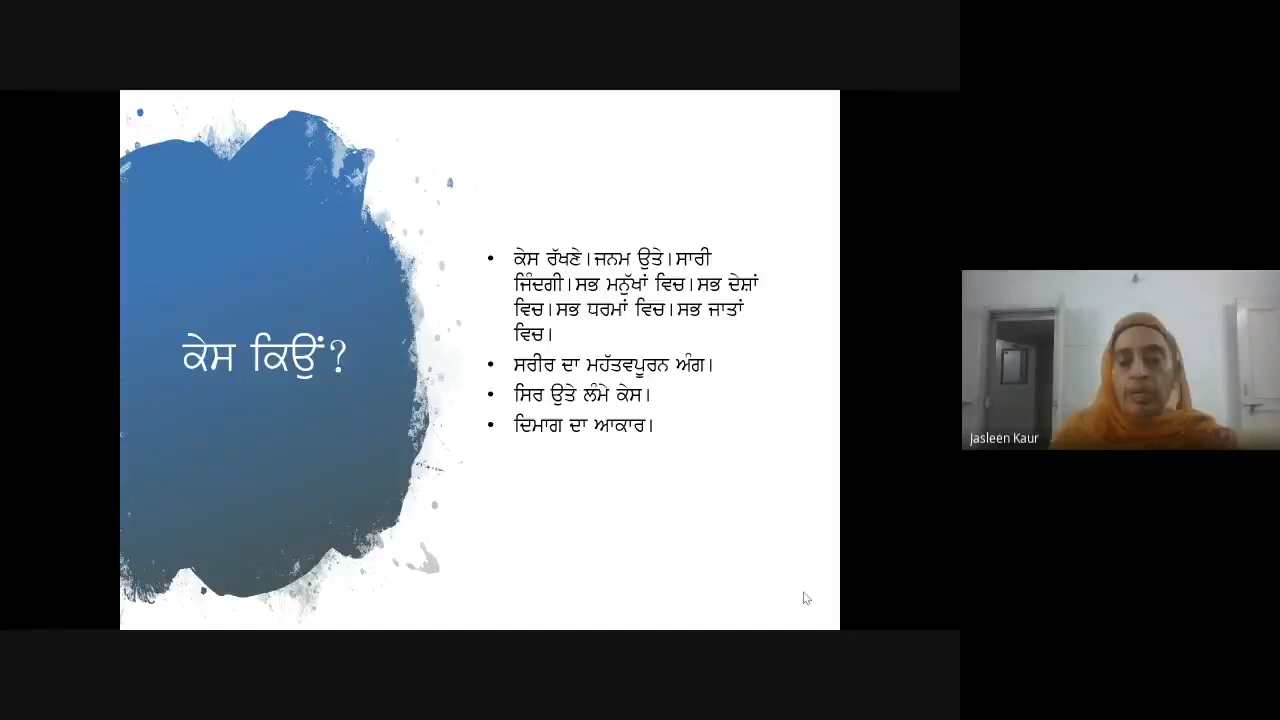 ਕੇਸ ਕਿਉਂ?
• ਕੇਸ ਰੱਖਣੇ। ਜਨਮ ਉਤੇ। ਸਾਰੀ
ਜਿੰਦਗੀ। ਸਭ ਮਨੁੱਖਾਂ ਵਿਚ। ਸਭ ਦੇਸ਼ਾਂ
ਵਿਚ। ਸਭ ਧਰਮਾਂ ਵਿਚ। ਸਭ ਜਾਤਾਂ
ਵਿਚ।
• ਸਰੀਰ ਦਾ ਮਹੱਤਵਪੂਰਨ ਅੰਗ।
• ਸਿਰ ਉਤੇ ਲੰਮੇ ਕੇਸ।
• ਦਿਮਾਗ ਦਾ ਆਕਾਰ।
Jasleen Kaur